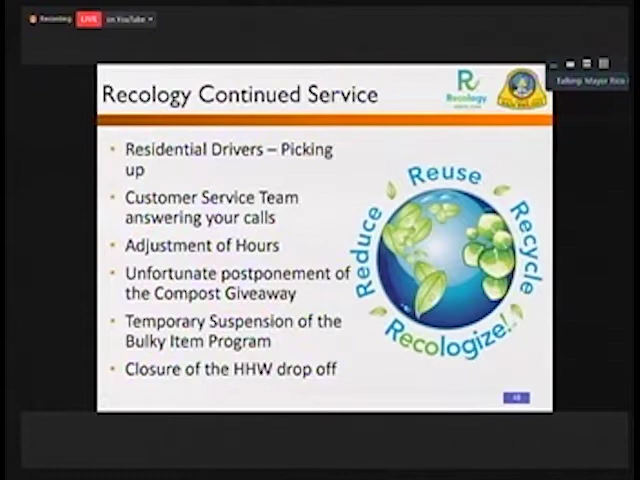 Recording
LIVE
on YouTube
Talking: Mayor Rico
Recology Continued Service
Recology
Residential Drivers – Picking
up
Customer Service Team
answering your calls
Adjustment of Hours
Unfortunate postponement of
the Compost Giveaway
Temporary Suspension of the
Bulky Item Program
Closure of the HHW drop off
Reduce
Reuse
Recycle
Recologize!